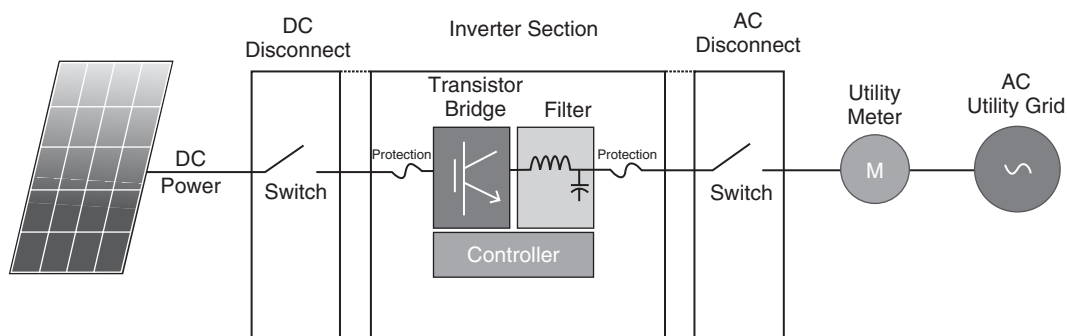 DC
Disconnect
Inverter Section
AC
Disconnect
Transistor
Bridge
Filter
Utility
Meter
AC
Utility Grid
DC
Power
Switch
Protection
Protection
Switch
M
Controller